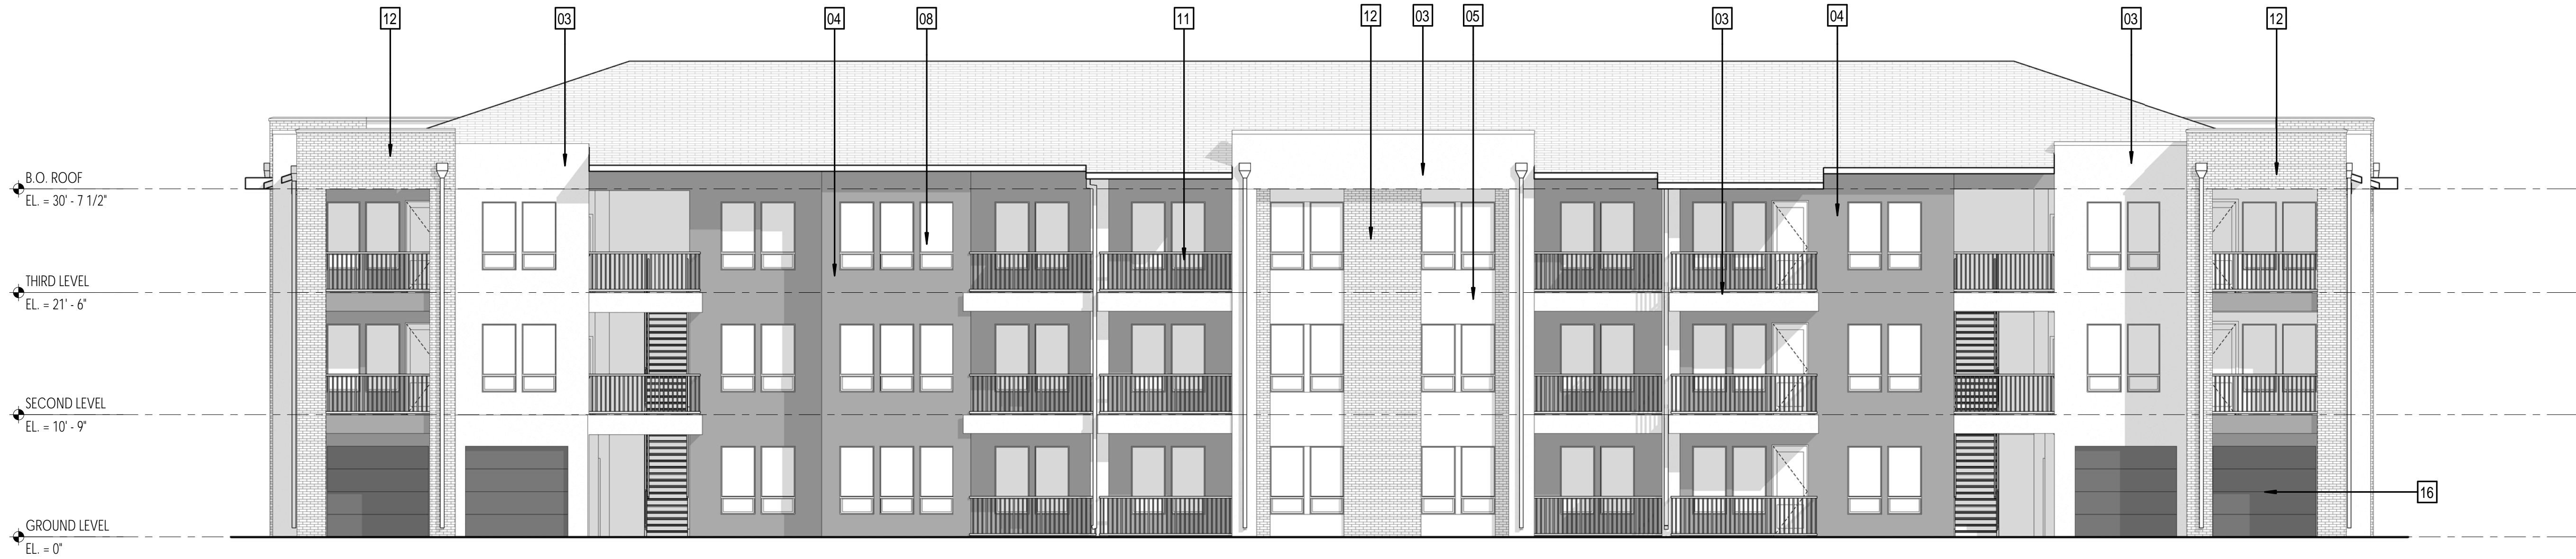 12 03 04 08 11 12 03 05 03 04 03 12
B.O. ROOF
EL. = 30' - 7 1/2"
THIRD LEVEL
EL. = 21' - 6"
SECOND LEVEL
EL. = 10' - 9"
16
GROUND LEVEL
EL. = 0"